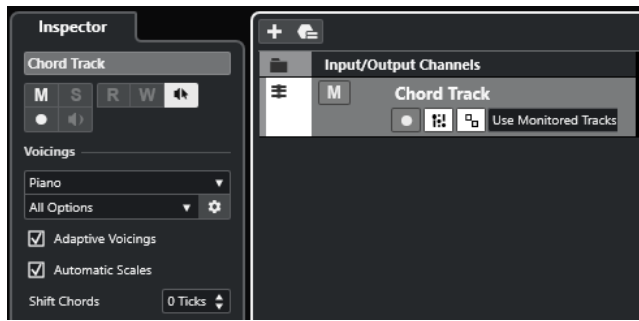 Inspector
Chord Track
M S R W
Voicings
Piano
All Options
Adaptive Voicings
Automatic Scales
Shift Chords 0 Ticks
Input/Output Channels
M Chord Track
Use Monitored Tracks